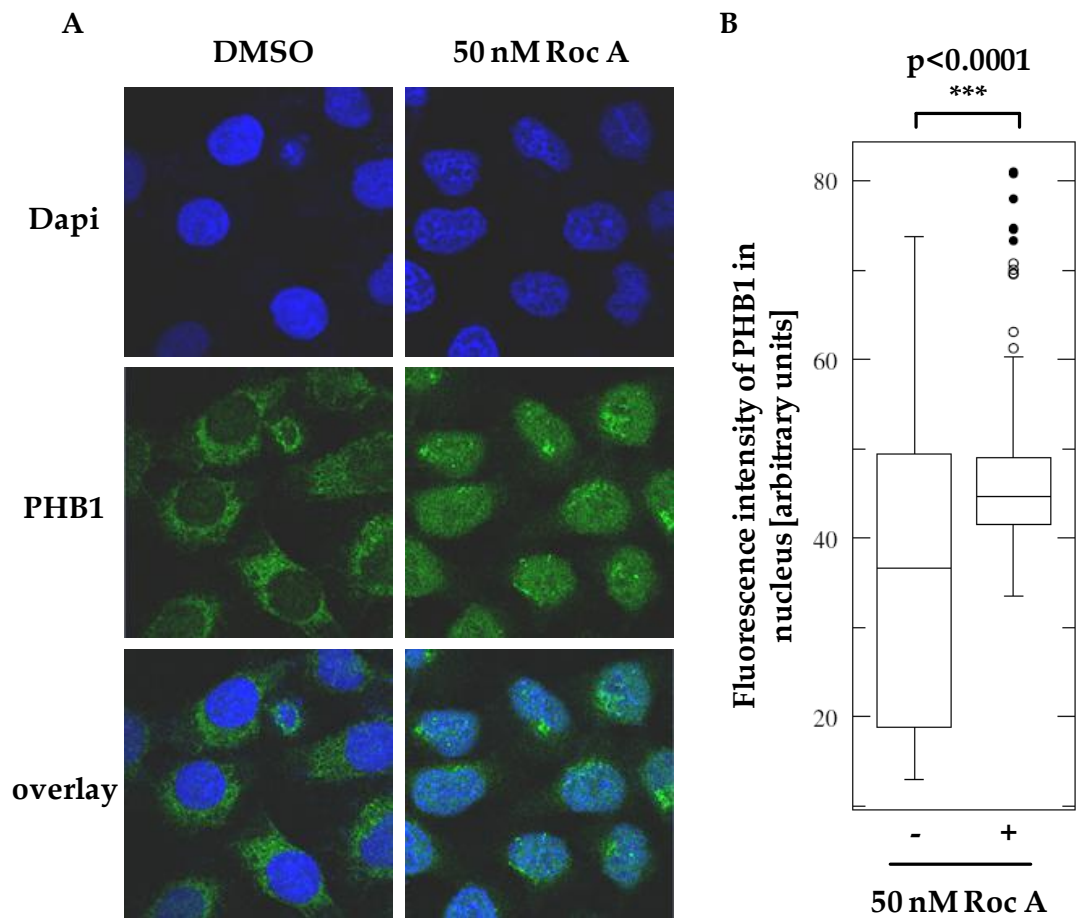 A
DMSO
50 nM Roc A
Dapi
PHB1
overlay
B
p<0.0001
***
Fluorescence intensity of PHB1 in
nucleus [arbitrary units]
80
60
40
20
- +
50 nM Roc A